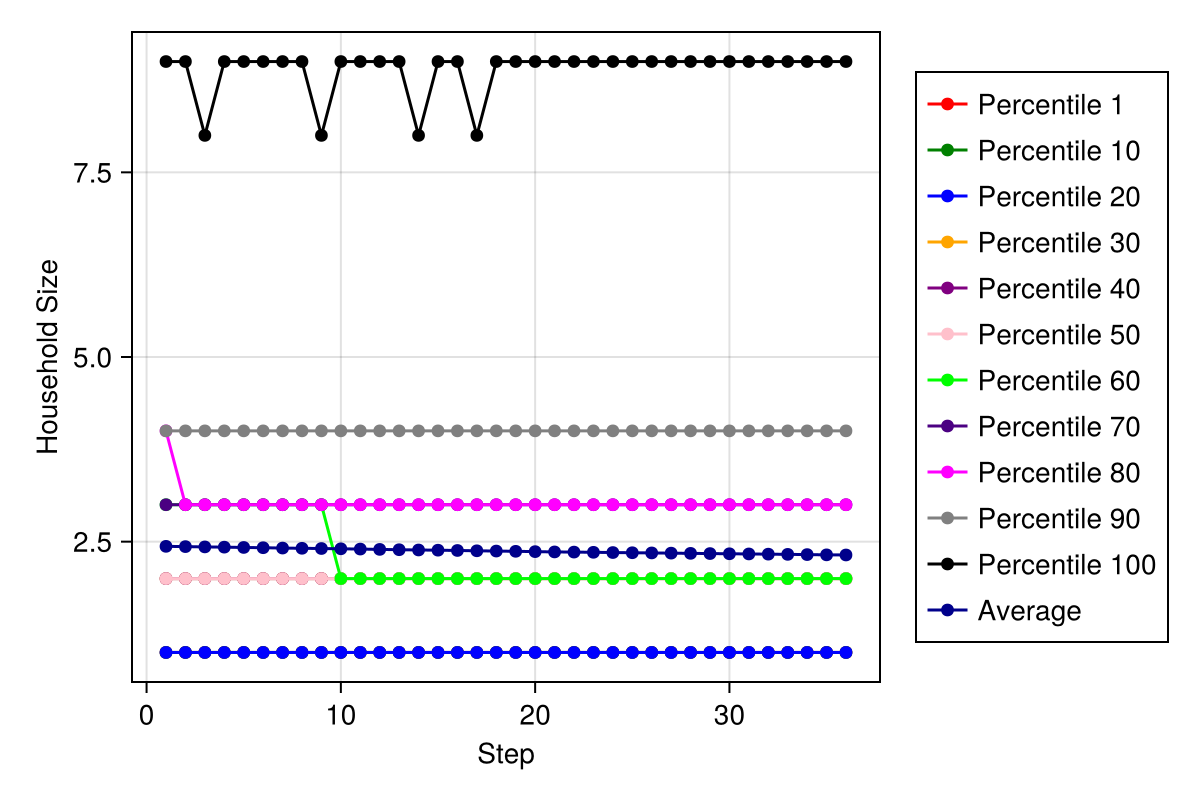 7.5
5.0
2.5
Household Size
0
10
20
30
Step
Percentile 1
Percentile 10
Percentile 20
Percentile 30
Percentile 40
Percentile 50
Percentile 60
Percentile 70
Percentile 80
Percentile 90
Percentile 100
Average